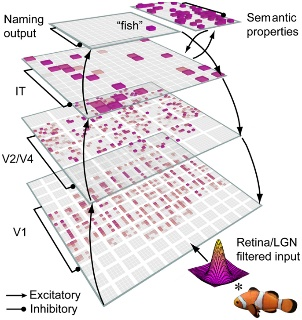 Naming
output
"fish"
Semantic
properties
IT
V2/V4
V1
Retina/LGN
filtered input
*
Excitatory
Inhibitory